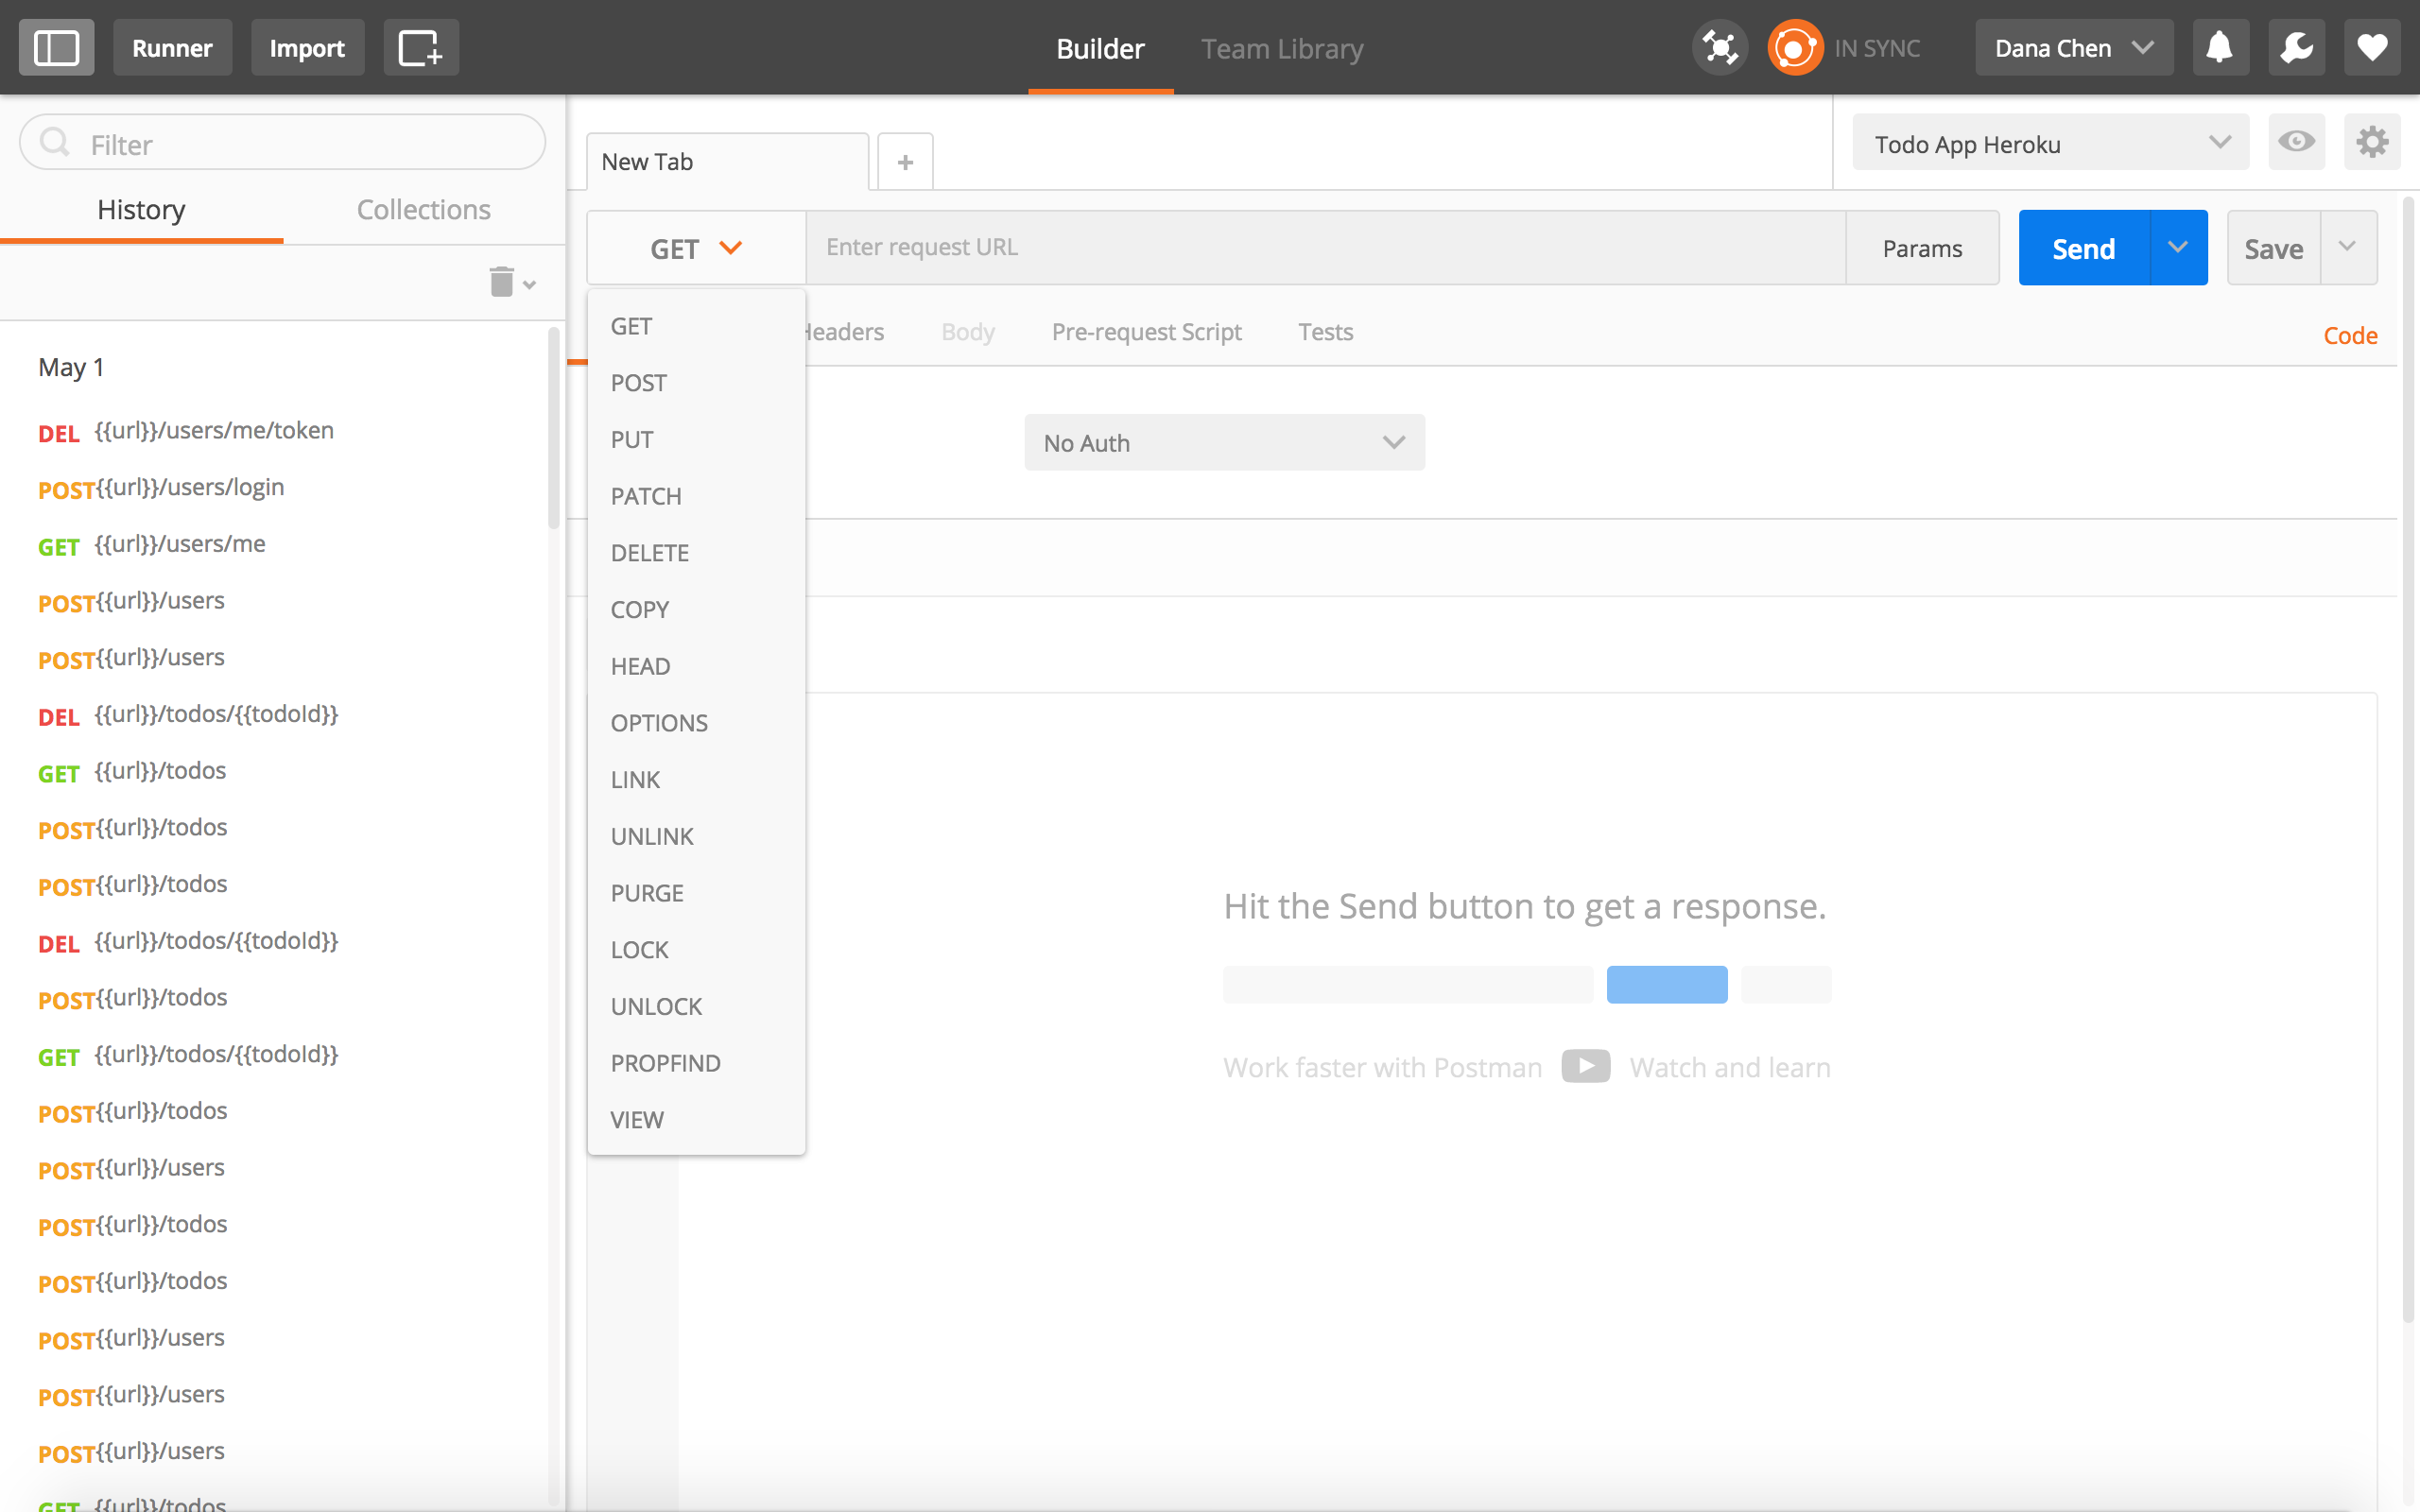 Runner Import Builder Team Library IN SYNC Dana Chen
Filter
New Tab +
Todo App Heroku
History Collections
GET Enter request URL Params Send Save
Headers Body Pre-request Script Tests Code
No Auth
GET
POST
PUT
PATCH
DELETE
COPY
HEAD
OPTIONS
LINK
UNLINK
PURGE
LOCK
UNLOCK
PROPFIND
VIEW
May 1
DEL {{url}}/users/me/token
POST {{url}}/users/login
GET {{url}}/users/me
POST {{url}}/users
POST {{url}}/users
DEL {{url}}/todos/{{todoId}}
GET {{url}}/todos
POST {{url}}/todos
POST {{url}}/todos
DEL {{url}}/todos/{{todoId}}
POST {{url}}/todos
GET {{url}}/todos/{{todoId}}
POST {{url}}/todos
POST {{url}}/users
POST {{url}}/todos
POST {{url}}/todos
POST {{url}}/users
POST {{url}}/users
POST {{url}}/users
GET {{url}}/todos
Hit the Send button to get a response.
Work faster with Postman Watch and learn